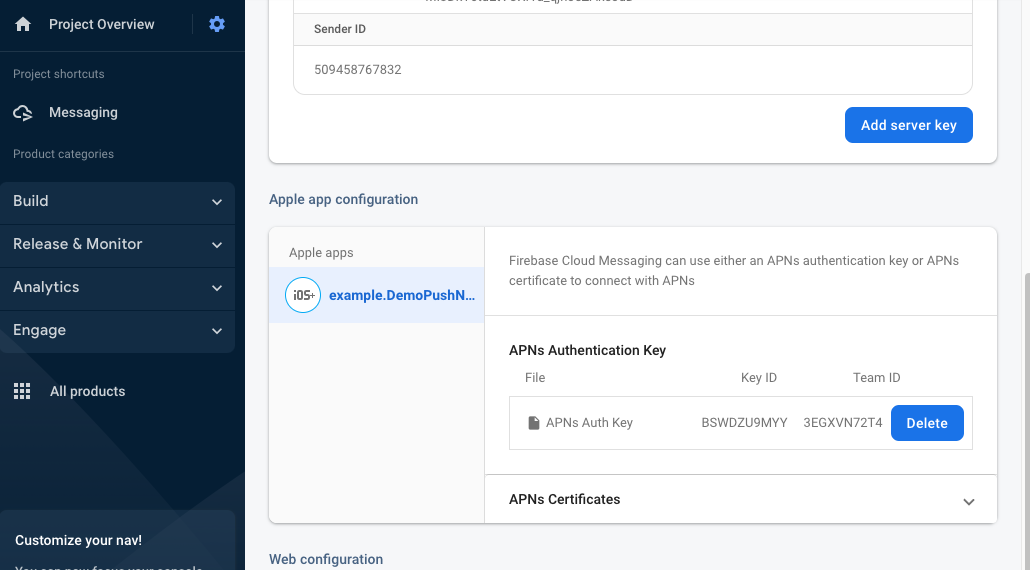 Project Overview
Project shortcuts
Messaging
Product categories
Build
Release & Monitor
Analytics
Engage
All products
Customize your nav!
Sender ID
509458767832
Add server key
Apple app configuration
Apple apps
iOS+
example.DemoPushN...
Firebase Cloud Messaging can use either an APNs authentication key or APNs
certificate to connect with APNs
APNs Authentication Key
File Key ID Team ID
APNs Auth Key BSWDZU9MYY 3EGXVN72T4 Delete
APNs Certificates
Web configuration